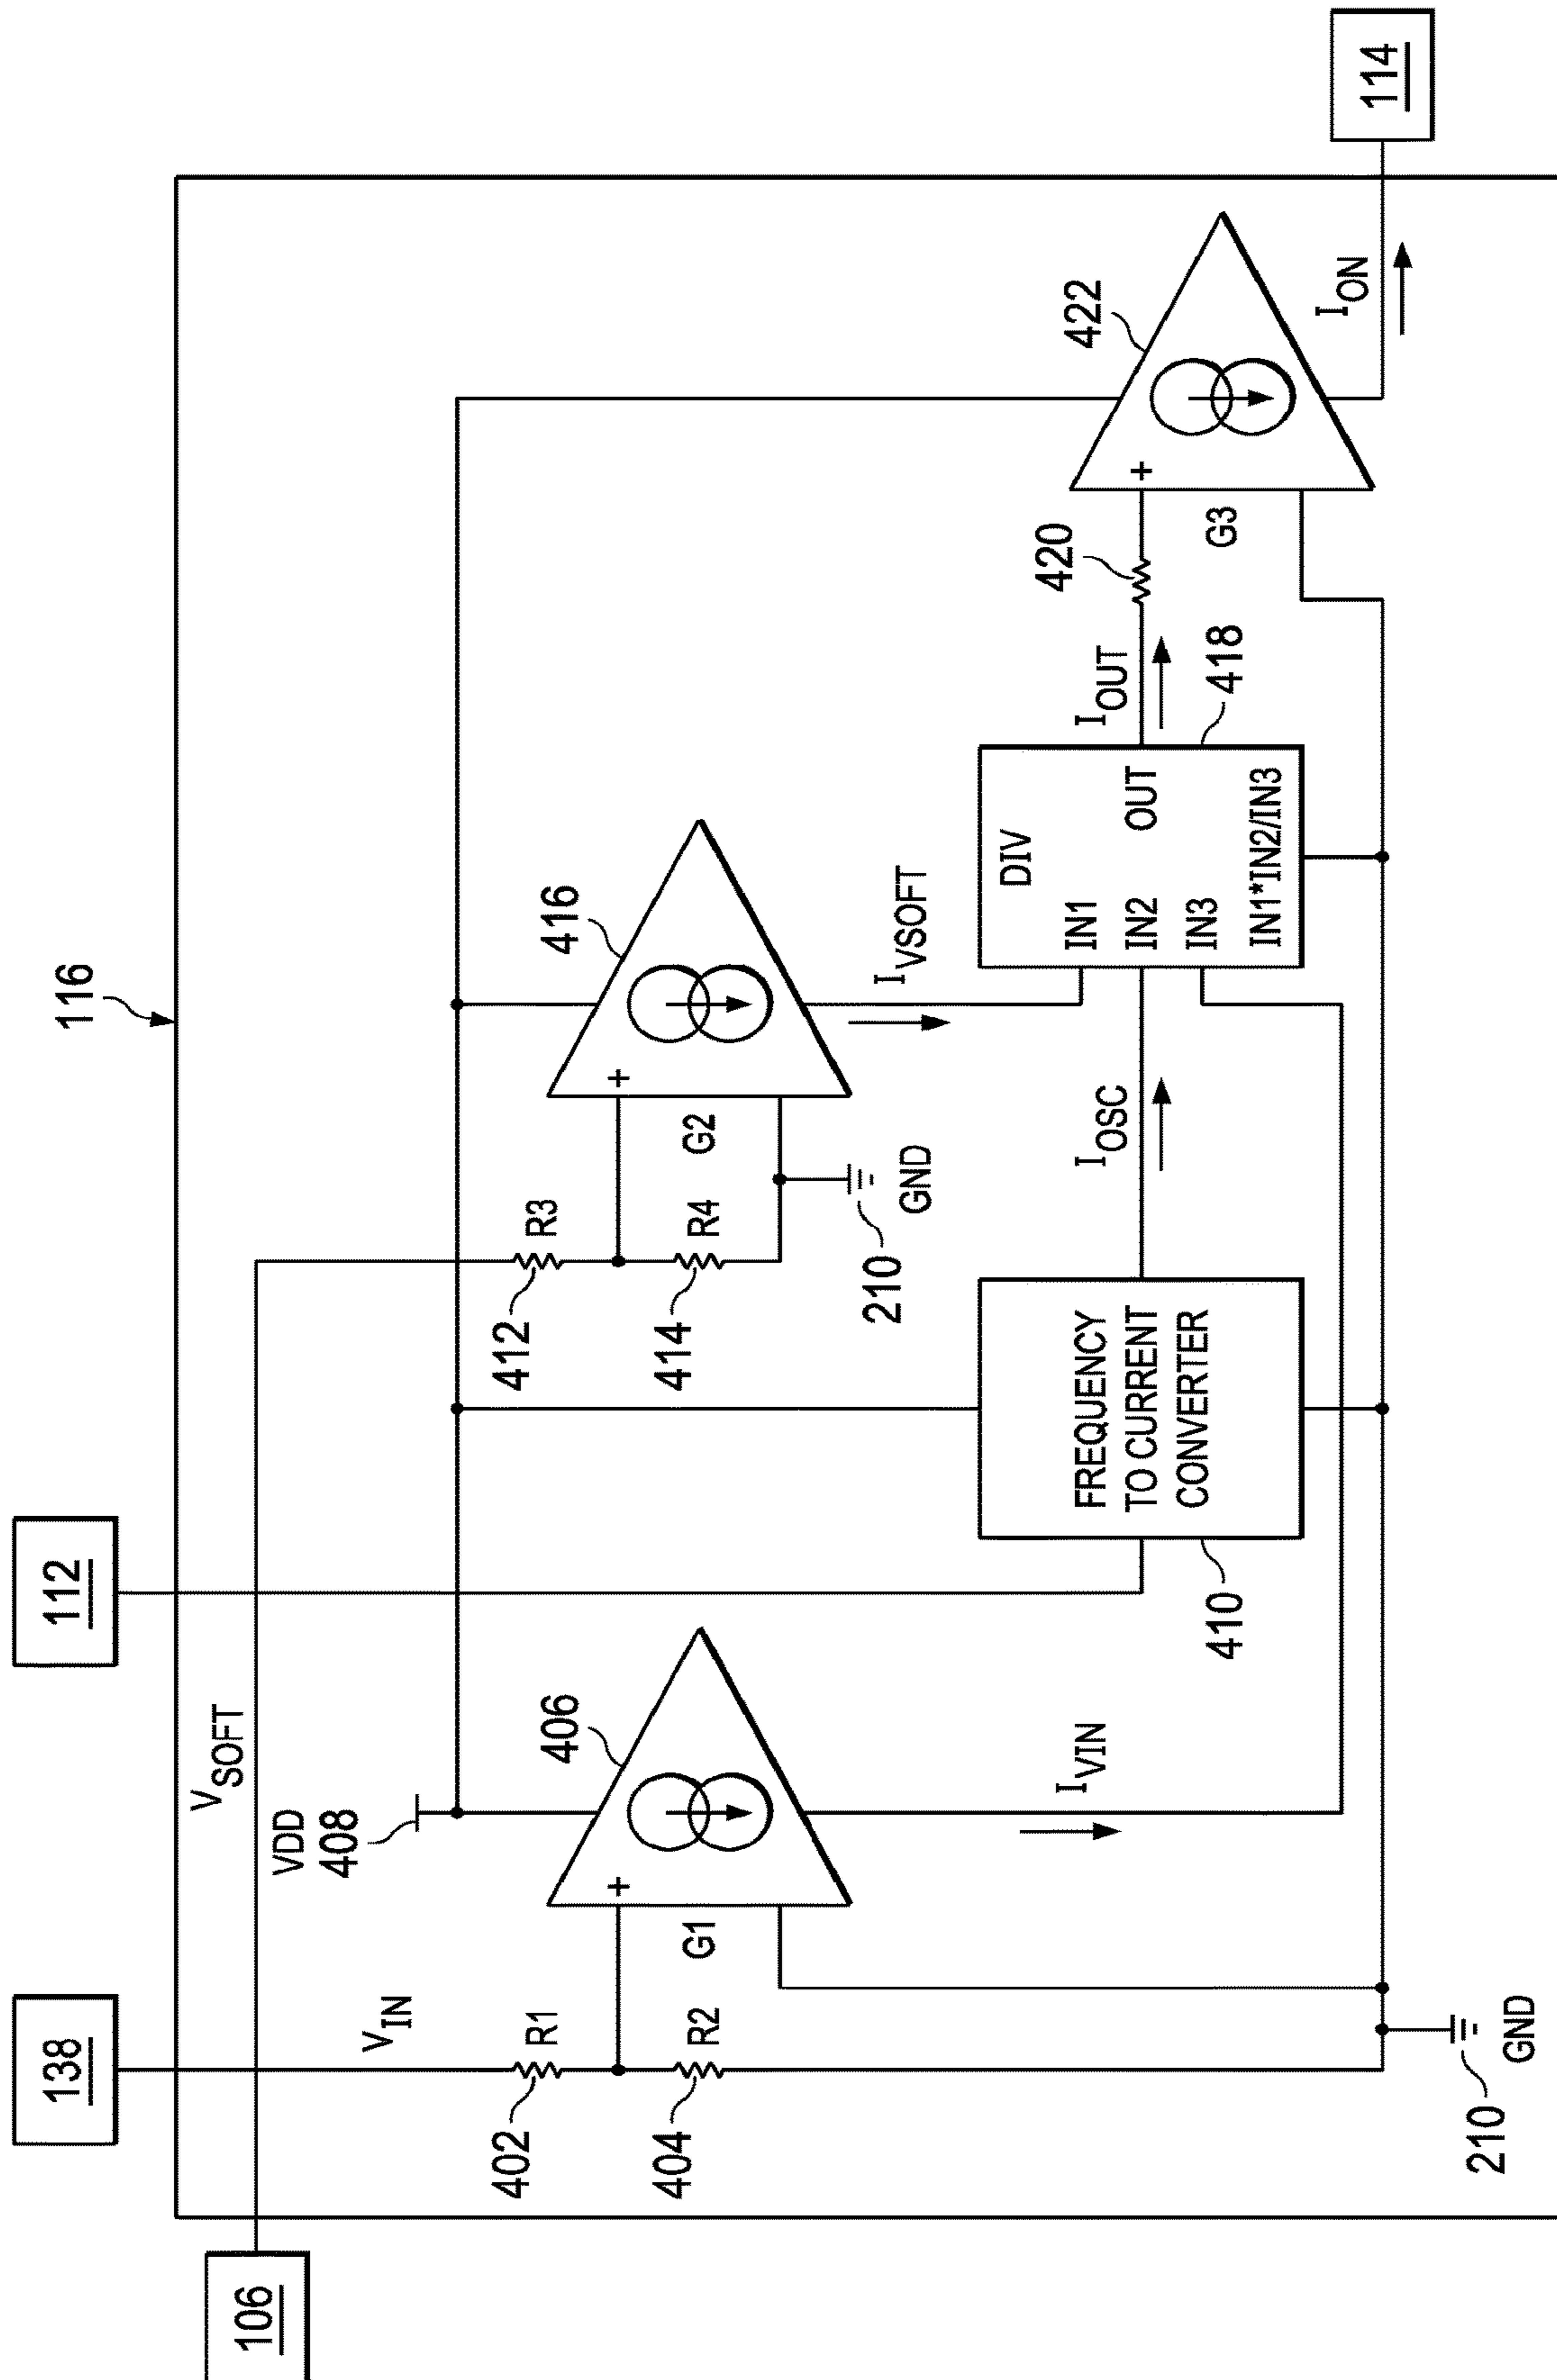 138
112
106
116
V_SOFT
V_IN
VDD
408
402
R1
404
R2
G1
+
406
I_VIN
412
R3
414
R4
G2
+
416
I_VSOFT
210
GND
FREQUENCY
TO CURRENT
CONVERTER
410
I_OSC
DIV
IN1
IN2
OUT
IN3
IN1*IN2/IN3
418
I_OUT
420
G3
+
422
I_ON
114
210
GND